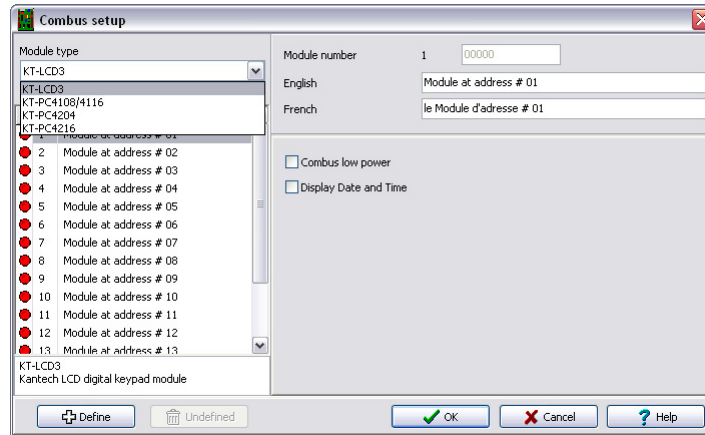 Combus setup
Module type
KT-LCD3
KT-LCD3
KT-PC4108/4116
KT-PC4204
KT-PC4216
1 Module at address # 01
2 Module at address # 02
3 Module at address # 03
4 Module at address # 04
5 Module at address # 05
6 Module at address # 06
7 Module at address # 07
8 Module at address # 08
9 Module at address # 09
10 Module at address # 10
11 Module at address # 11
12 Module at address # 12
13 Module at address # 13
KT-LCD3
Kantech LCD digital keypad module
Module number 1 00000
English Module at address # 01
French le Module d'adresse # 01
Combus low power
Display Date and Time
Define Undefined OK Cancel Help